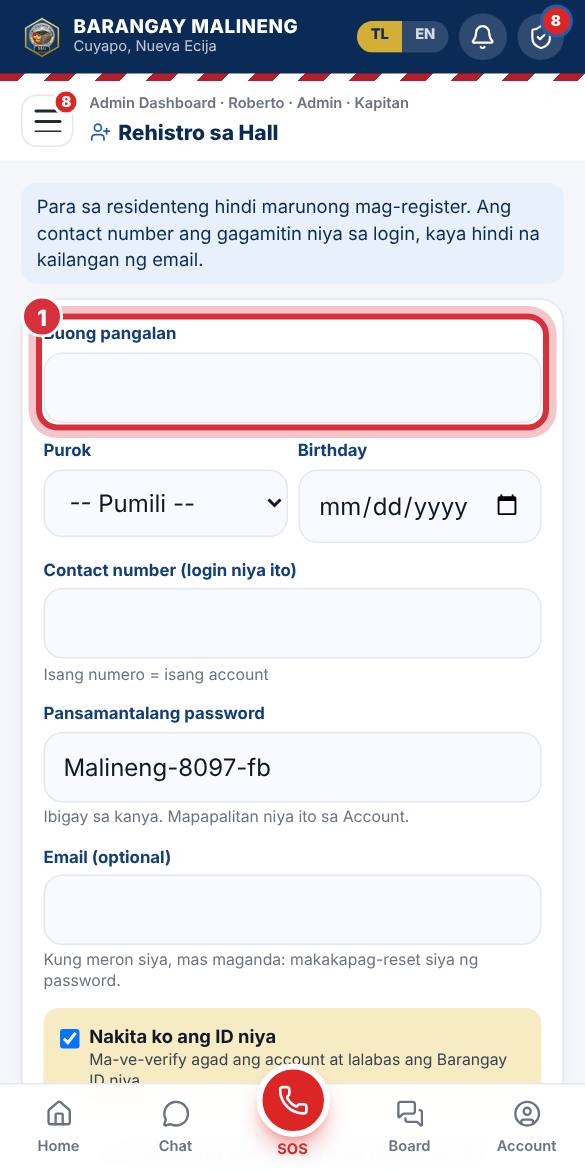 BARANGAY MALINENG
Cuyapo, Nueva Ecija
TL EN
8
8
Admin Dashboard · Roberto · Admin · Kapitan
Rehistro sa Hall
Para sa residenteng hindi marunong mag-register. Ang
contact number ang gagamitin niya sa login, kaya hindi na
kailangan ng email.
1
Buong pangalan
Purok Birthday
-- Pumili -- mm/dd/yyyy
Contact number (login niya ito)
Isang numero = isang account
Pansamantalang password
Malineng-8097-fb
Ibigay sa kanya. Mapapalitan niya ito sa Account.
Email (optional)
Kung meron siya, mas maganda: makakapag-reset siya ng
password.
Nakita ko ang ID niya
Ma-ve-verify agad ang account at lalabas ang Barangay
ID niya
Home Chat SOS Board Account